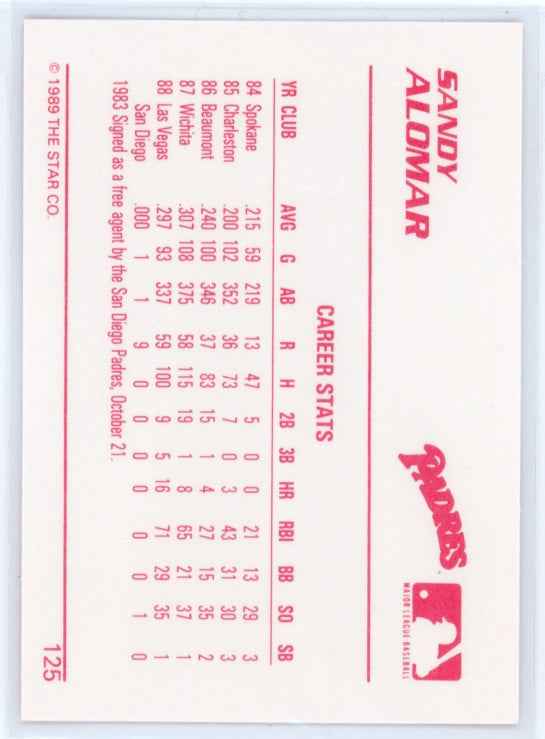 SANDY
ALOMAR
PADRES
MAJOR LEAGUE BASEBALL
CAREER STATS
YR CLUB AVG G AB R H 2B 3B HR RBI BB SO SB
84 Spokane .215 59 219 13 47 5 0 0 21 13 29 3
85 Charleston .200 102 352 36 73 7 0 3 43 31 30 3
86 Beaumont .240 100 346 37 83 15 1 4 27 15 35 2
87 Wichita .307 108 375 58 115 19 1 8 65 21 37 1
88 Las Vegas .297 93 337 59 100 9 5 16 71 29 35 1
San Diego .000 1 1 9 0 0 0 0 0 0 1 0
1983 Signed as a free agent by the San Diego Padres, October 21.
© 1989 THE STAR CO. 125